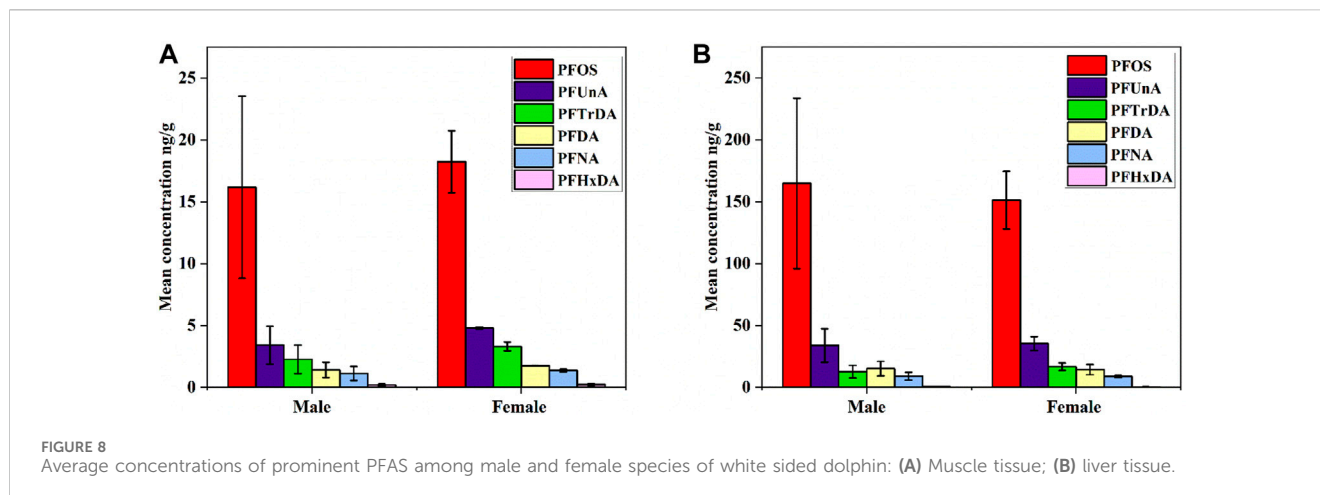 A
Mean concentration ng/g
25
20
15
10
5
0
PFOS
PFUnA
PFTrDA
PFDA
PFNA
PFHxDA
Male
Female
B
Mean concentration ng/g
250
200
150
100
50
0
PFOS
PFUnA
PFTrDA
PFDA
PFNA
PFHxDA
Male
Female
FIGURE 8
Average concentrations of prominent PFAS among male and female species of white sided dolphin: (A) Muscle tissue; (B) liver tissue.